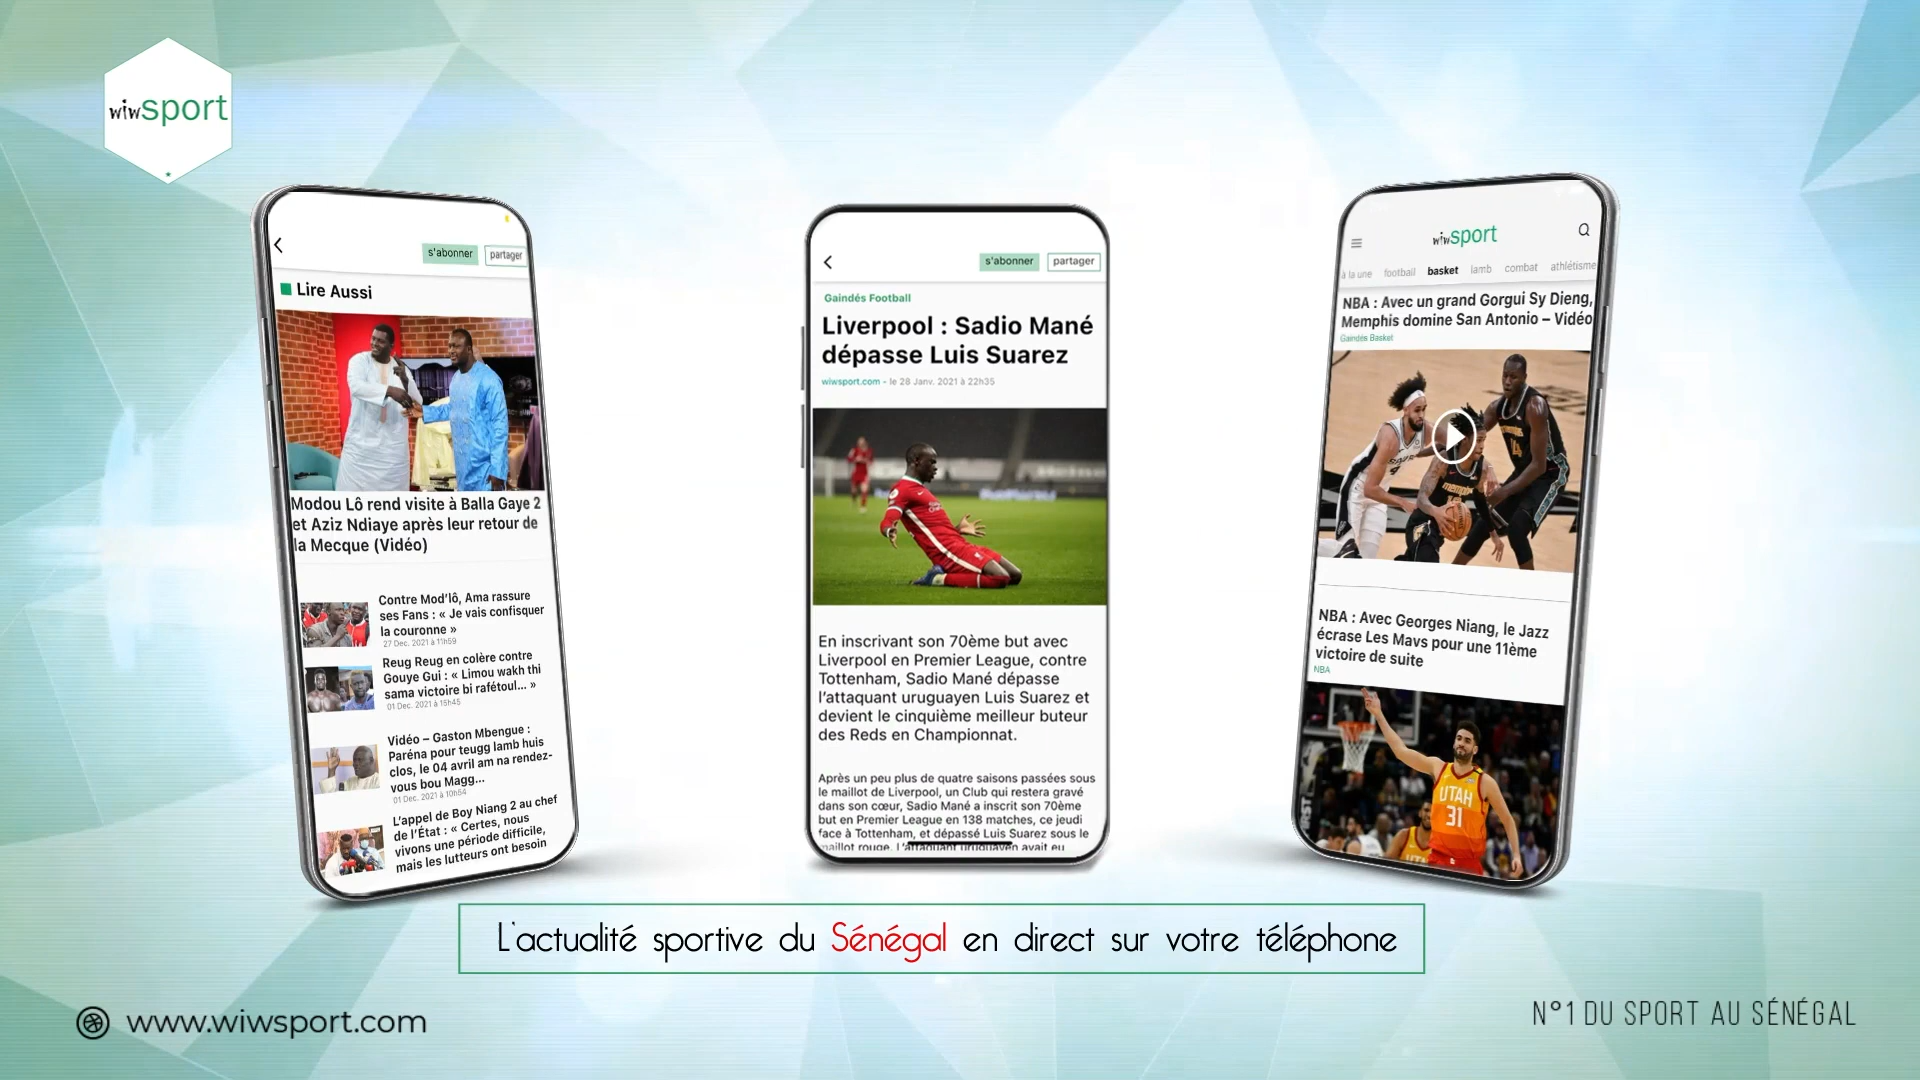 wiwsport
s'abonner
partager
Lire Aussi
Modou Lô rend visite à Balla Gaye 2
et Aziz Ndiaye après leur retour de
la Mecque (Vidéo)
Contre Mod'lô, Ama rassure
ses Fans : « Je vais confisquer
la couronne »
27 Dec. 2021 à 11h59
Reug Reug en colère contre
Gouye Gui : « Limou wakh thi
sama victoire bi rafétoul... »
01 Dec. 2021 à 15h45
Vidéo – Gaston Mbengue :
Paréna pour teugg lamb huis
clos, le 04 avril am na rendez-
vous bou Magg...
01 Dec. 2021 à 10h54
L'appel de Boy Niang 2 au chef
de l'État : « Certes, nous
vivons une période difficile,
mais les lutteurs ont besoin
s'abonner
partager
Gaindés Football
Liverpool : Sadio Mané
dépasse Luis Suarez
wiwsport.com - le 28 Janv. 2021 à 22h35
En inscrivant son 70ème but avec
Liverpool en Premier League, contre
Tottenham, Sadio Mané dépasse
l'attaquant uruguayen Luis Suarez et
devient le cinquième meilleur buteur
des Reds en Championnat.
Après un peu plus de quatre saisons passées sous
le maillot de Liverpool, un Club qui restera gravé
dans son cœur, Sadio Mané a inscrit son 70ème
but en Premier League en 138 matches, ce jeudi
face à Tottenham, et dépassé Luis Suarez sous le
maillot rouge. L'attaquant uruguayen avait eu
wiwsport
à la une football basket lamb combat athlétisme
NBA : Avec un grand Gorgui Sy Dieng,
Memphis domine San Antonio – Vidéo
Gaindés Basket
14
NBA : Avec Georges Niang, le Jazz
écrase Les Mavs pour une 11ème
victoire de suite
NBA
UTAH
31
L'actualité sportive du Sénégal en direct sur votre téléphone
www.wiwsport.com
N°1 DU SPORT AU SÉNÉGAL